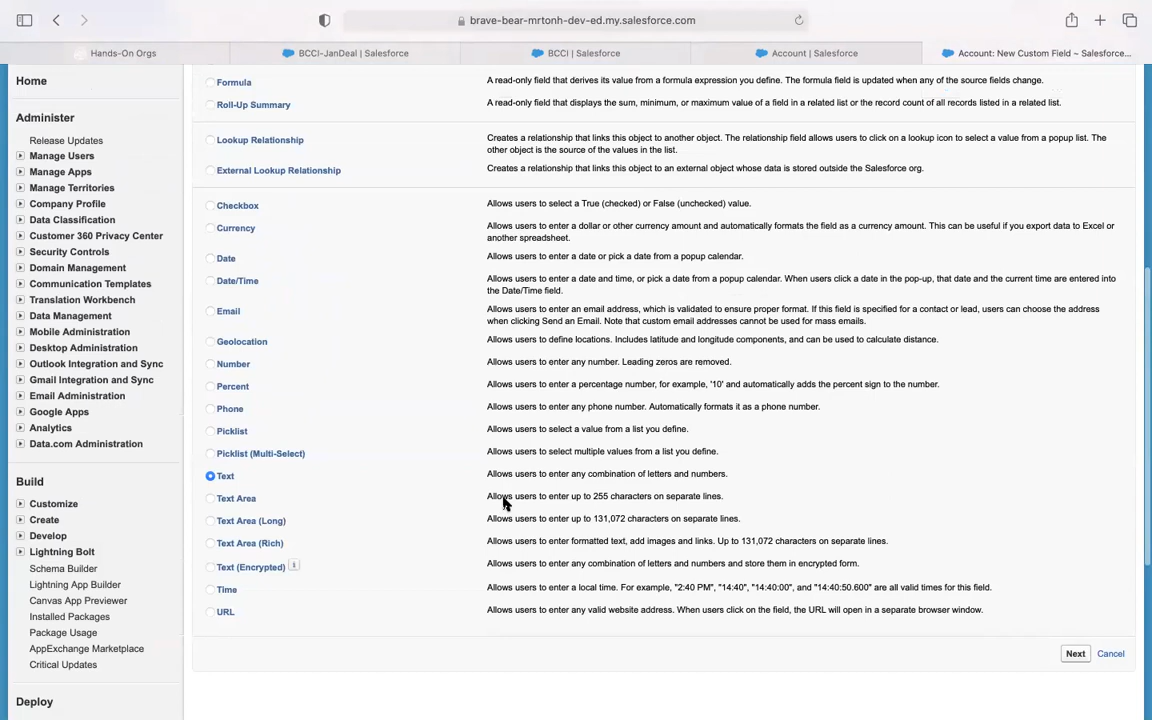 brave-bear-mrtonh-dev-ed.my.salesforce.com
Hands-On Orgs
BCCI-JanDeal | Salesforce
BCCI | Salesforce
Account | Salesforce
Account: New Custom Field ~ Salesforce...
Home
Administer
Release Updates
Manage Users
Manage Apps
Manage Territories
Company Profile
Data Classification
Customer 360 Privacy Center
Security Controls
Domain Management
Communication Templates
Translation Workbench
Data Management
Mobile Administration
Desktop Administration
Outlook Integration and Sync
Gmail Integration and Sync
Email Administration
Google Apps
Analytics
Data.com Administration
Build
Customize
Create
Develop
Lightning Bolt
Schema Builder
Lightning App Builder
Canvas App Previewer
Installed Packages
Package Usage
AppExchange Marketplace
Critical Updates
Deploy
Formula
A read-only field that derives its value from a formula expression you define. The formula field is updated when any of the source fields change.
Roll-Up Summary
A read-only field that displays the sum, minimum, or maximum value of a field in a related list or the record count of all records listed in a related list.
Lookup Relationship
Creates a relationship that links this object to another object. The relationship field allows users to click on a lookup icon to select a value from a popup list. The
other object is the source of the values in the list.
External Lookup Relationship
Creates a relationship that links this object to an external object whose data is stored outside the Salesforce org.
Checkbox
Allows users to select a True (checked) or False (unchecked) value.
Currency
Allows users to enter a dollar or other currency amount and automatically formats the field as a currency amount. This can be useful if you export data to Excel or
another spreadsheet.
Date
Allows users to enter a date or pick a date from a popup calendar.
Date/Time
Allows users to enter a date and time, or pick a date from a popup calendar. When users click a date in the pop-up, that date and the current time are entered into
the Date/Time field.
Email
Allows users to enter an email address, which is validated to ensure proper format. If this field is specified for a contact or lead, users can choose the address
when clicking Send an Email. Note that custom email addresses cannot be used for mass emails.
Geolocation
Allows users to define locations. Includes latitude and longitude components, and can be used to calculate distance.
Number
Allows users to enter any number. Leading zeros are removed.
Percent
Allows users to enter a percentage number, for example, '10' and automatically adds the percent sign to the number.
Phone
Allows users to enter any phone number. Automatically formats it as a phone number.
Picklist
Allows users to select a value from a list you define.
Picklist (Multi-Select)
Allows users to select multiple values from a list you define.
Text
Allows users to enter any combination of letters and numbers.
Text Area
Allows users to enter up to 255 characters on separate lines.
Text Area (Long)
Allows users to enter up to 131,072 characters on separate lines.
Text Area (Rich)
Allows users to enter formatted text, add images and links. Up to 131,072 characters on separate lines.
Text (Encrypted)
i
Allows users to enter any combination of letters and numbers and store them in encrypted form.
Time
Allows users to enter a local time. For example, "2:40 PM", "14:40", "14:40:00", and "14:40:50.600" are all valid times for this field.
URL
Allows users to enter any valid website address. When users click on the field, the URL will open in a separate browser window.
Next
Cancel